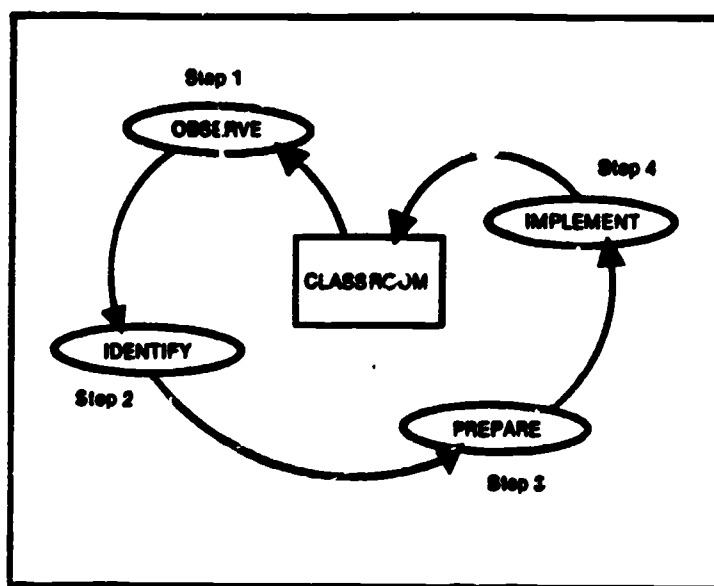 Step 1
OBSERVE
Step 4
IMPLEMENT
CLASSROOM
IDENTIFY
Step 2
PREPARE
Step 3